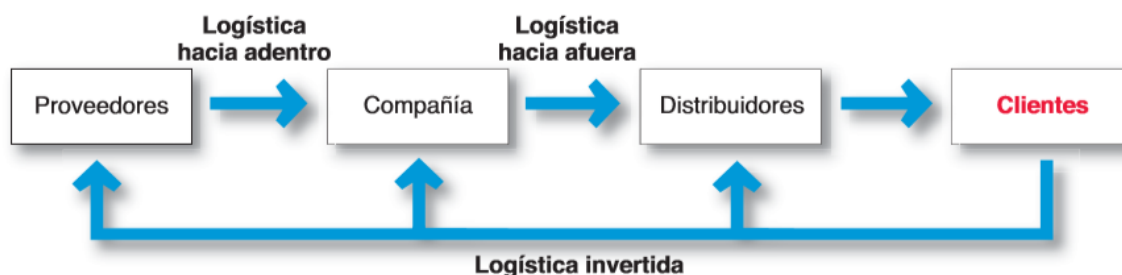 Logística
hacia adentro
Logística
hacia afuera
Proveedores
Compañía
Distribuidores
Clientes
Logística invertida